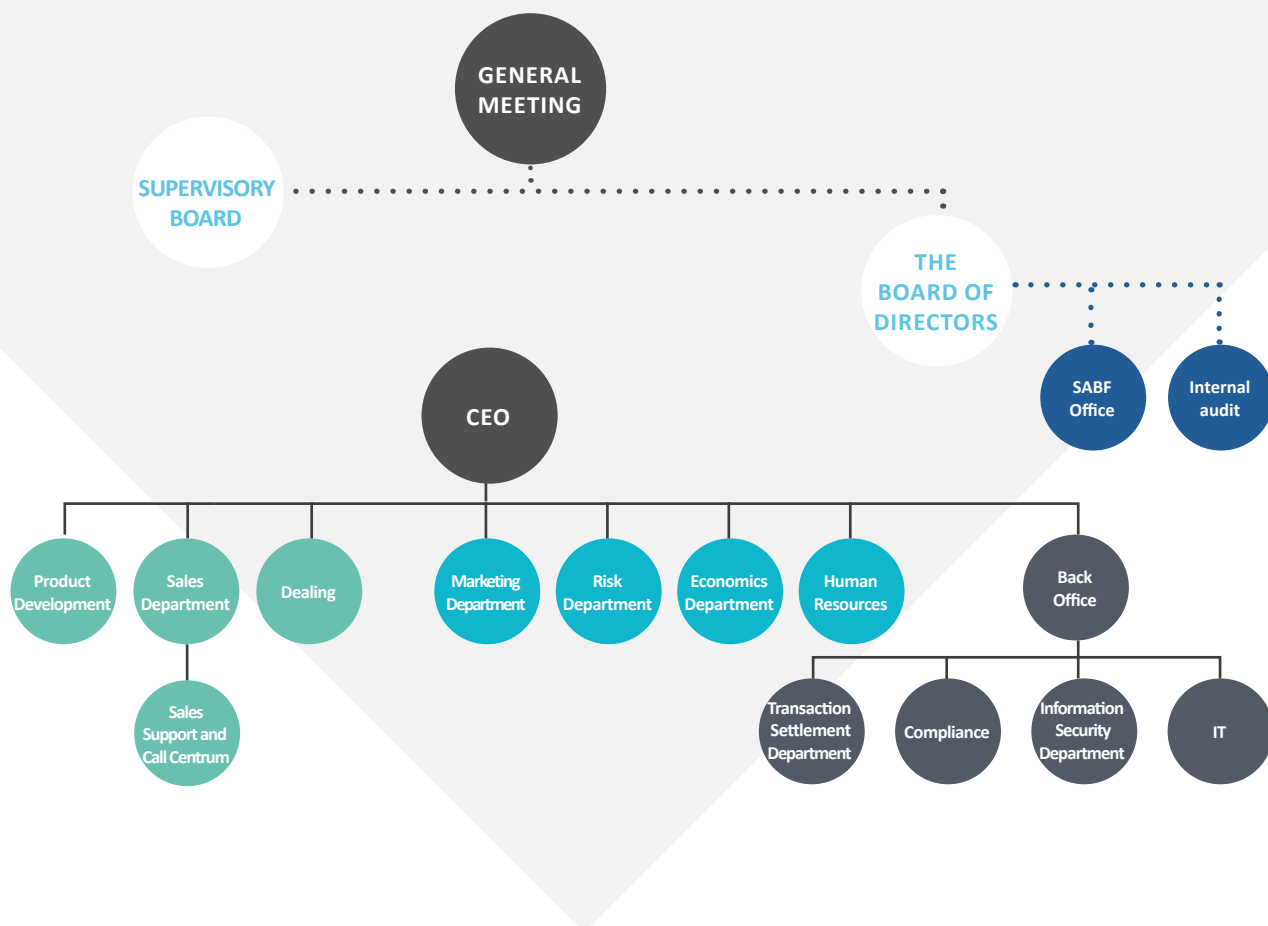 GENERAL
MEETING
SUPERVISORY
BOARD
THE
BOARD OF
DIRECTORS
SABF
Office
Internal
audit
CEO
Product
Development
Sales
Department
Dealing
Marketing
Department
Risk
Department
Economics
Department
Human
Resources
Back
Office
Sales
Support and
Call Centrum
Transaction
Settlement
Department
Compliance
Information
Security
Department
IT